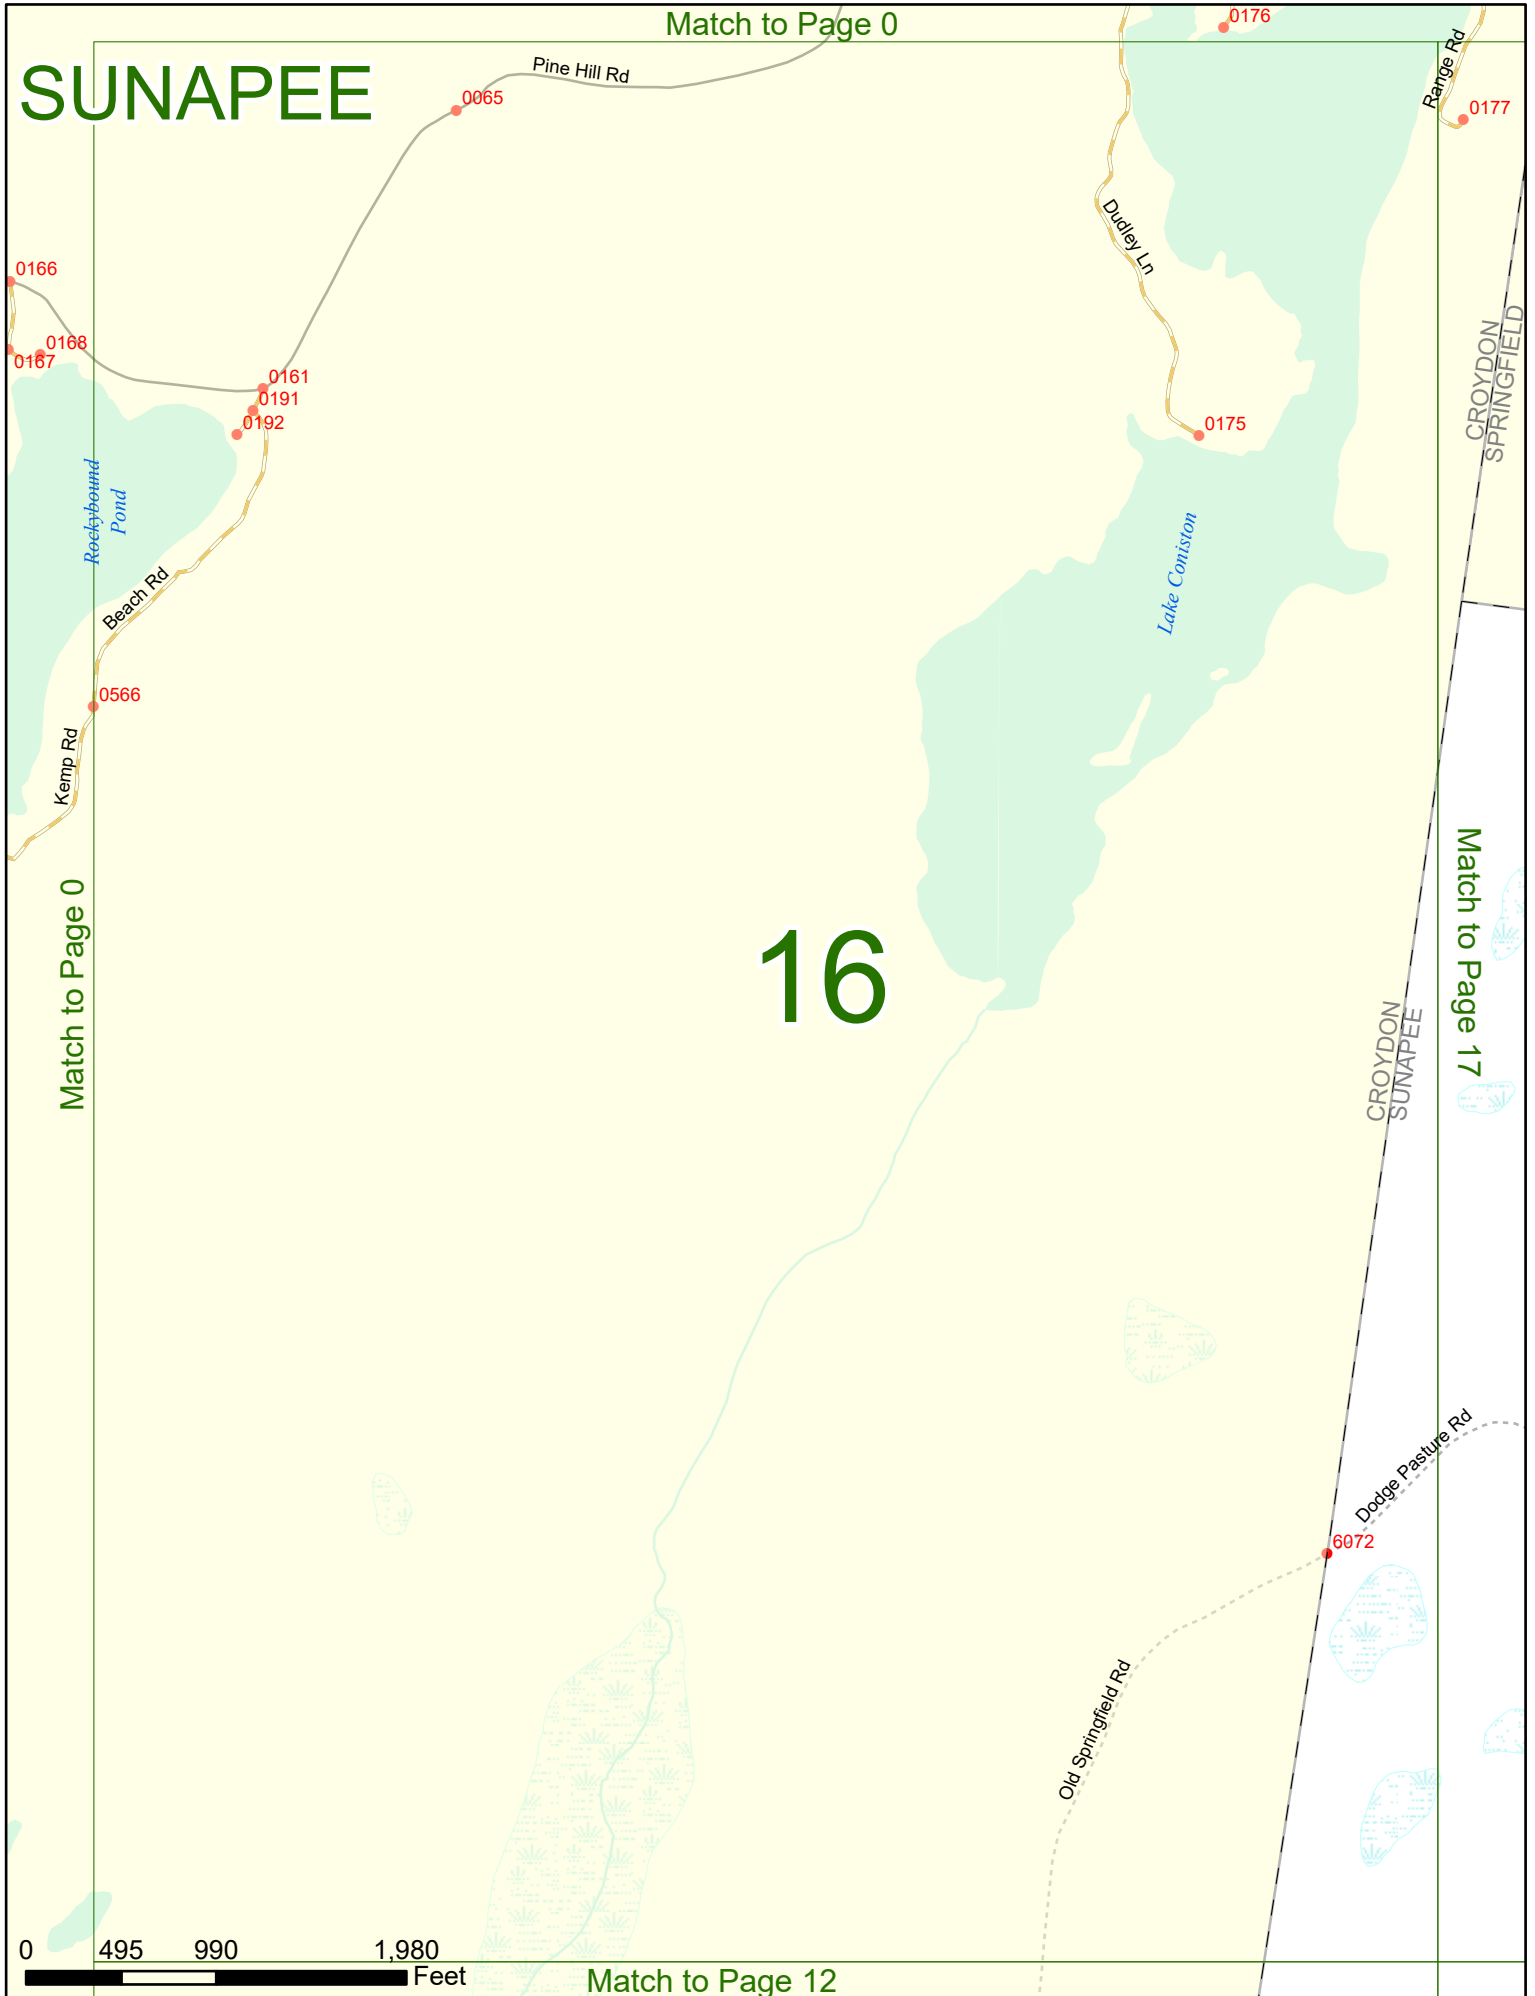 Match to Page 0
SUNAPEE
0176
Pine Hill Rd
0065
Range Rd
0177
Dudley Ln
0166
0168
0167
0161
0191
0192
0175
CROYDON
SPRINGFIELD
Rockybound
Pond
Lake Coniston
Beach Rd
0566
Kemp Rd
Match to Page 0
16
Match to Page 17
CROYDON
SUNAPEE
Dodge Pasture Rd
6072
Old Springfield Rd
0 495 990 1,980
Feet
Match to Page 12